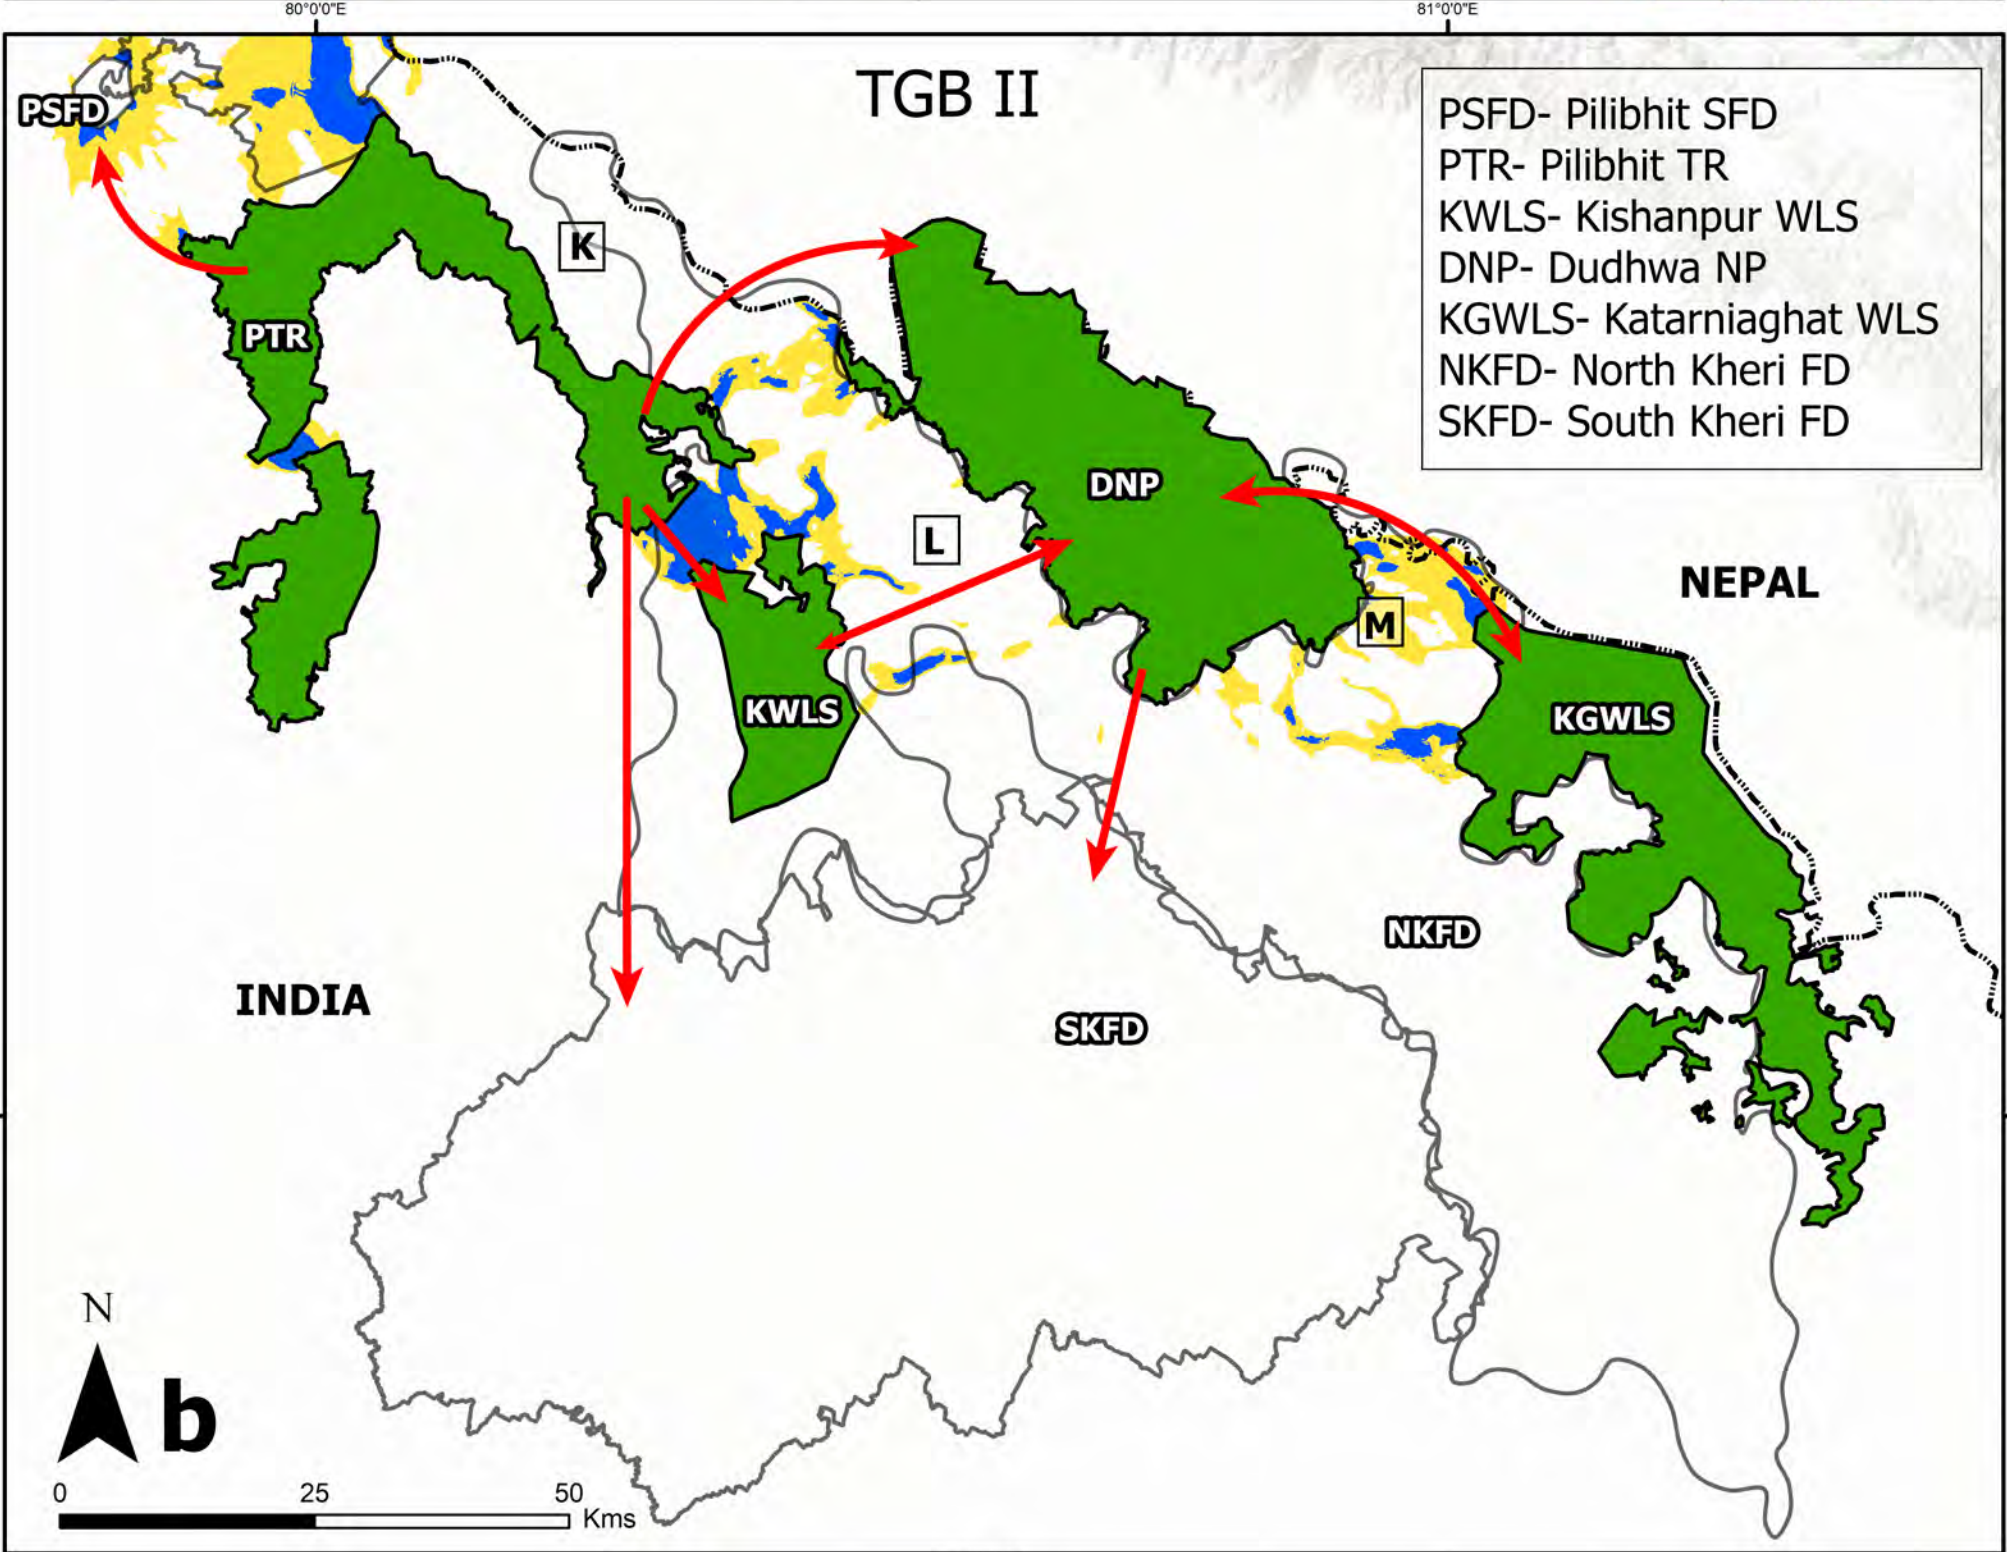 80°0'0"E
81°0'0"E
TGB II
PSFD- Pilibhit SFD
PTR- Pilibhit TR
KWLS- Kishanpur WLS
DNP- Dudhwa NP
KGWLS- Katarniaghat WLS
NKFD- North Kheri FD
SKFD- South Kheri FD
PSFD
K
PTR
DNP
L
NEPAL
M
KWLS
KGWLS
NKFD
INDIA
SKFD
N
b
0 25 50
Kms